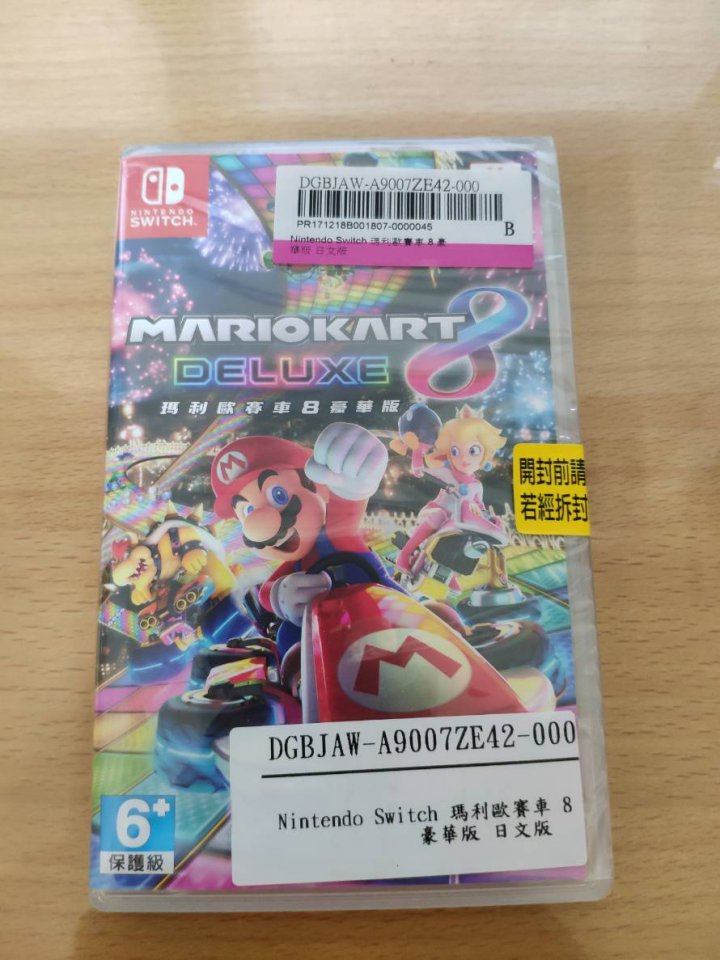 NINTENDO
SWITCH
DGBJAW-A9007ZE42-000
PR171218B001807-0000045
B
Nintendo Switch 瑪利歐賽車 8 豪
華版 日文版
MARIOKART 8
DELUXE
瑪利歐賽車8豪華版
M
開封前請
若經拆封
M
DGBJAW-A9007ZE42-000
Nintendo Switch 瑪利歐賽車 8
豪華版 日文版
6+
保護級